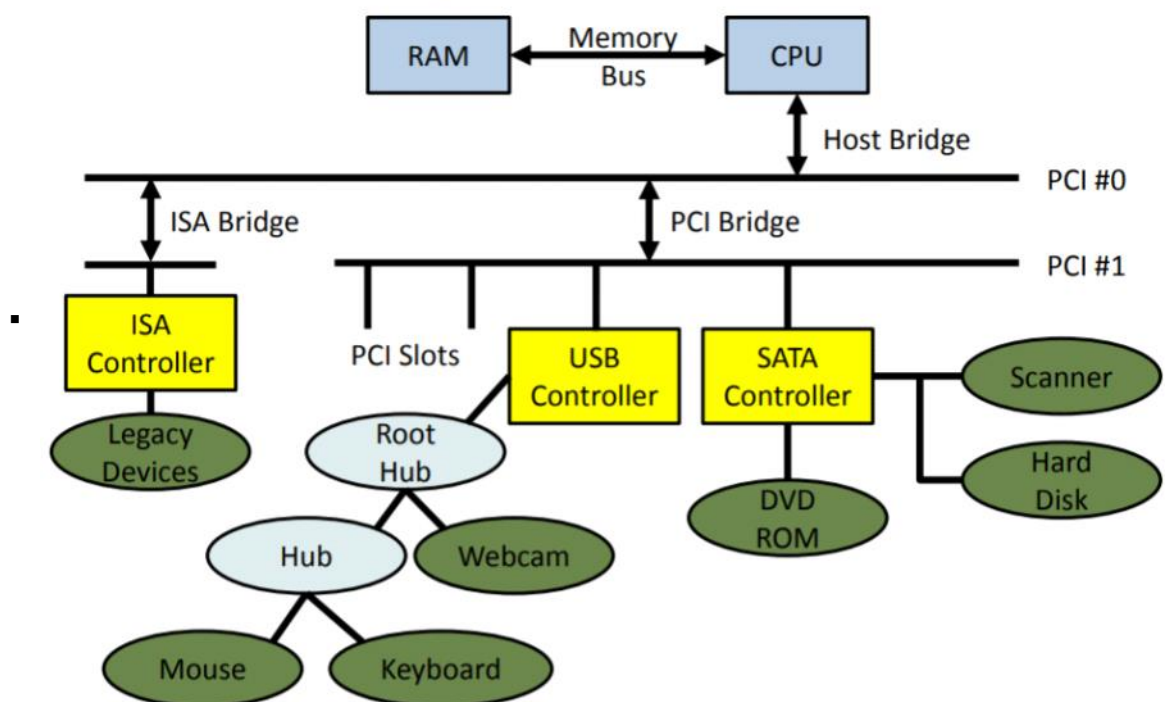 RAM
Memory
Bus
CPU
Host Bridge
PCI #0
ISA Bridge
PCI Bridge
PCI #1
ISA
Controller
PCI Slots
USB
Controller
SATA
Controller
Scanner
Legacy
Devices
Root
Hub
Hard
Disk
DVD
ROM
Hub
Webcam
Mouse
Keyboard